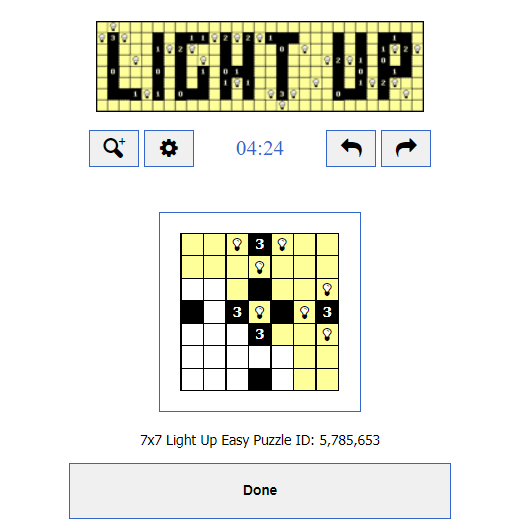 LIGHT UP
04:24
3
3 3
3
7x7 Light Up Easy Puzzle ID: 5,785,653
Done